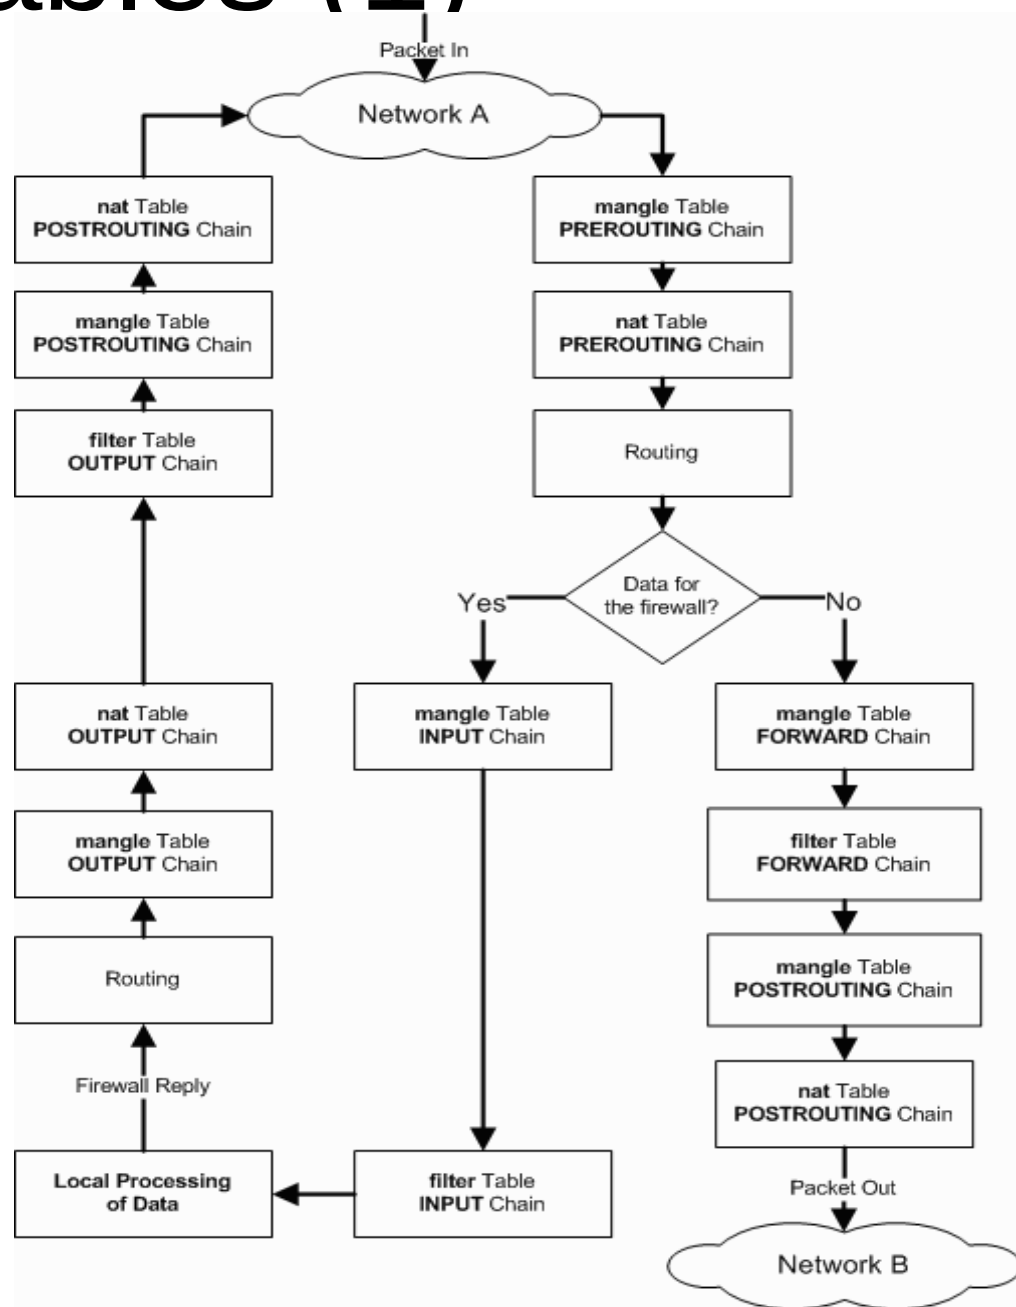 Packet In
Network A
nat Table
POSTROUTING Chain
mangle Table
PREROUTING Chain
mangle Table
POSTROUTING Chain
nat Table
PREROUTING Chain
filter Table
OUTPUT Chain
Routing
Data for
the firewall?
Yes
No
nat Table
OUTPUT Chain
mangle Table
INPUT Chain
mangle Table
FORWARD Chain
mangle Table
OUTPUT Chain
filter Table
FORWARD Chain
Routing
mangle Table
POSTROUTING Chain
Firewall Reply
nat Table
POSTROUTING Chain
Local Processing
of Data
filter Table
INPUT Chain
Packet Out
Network B